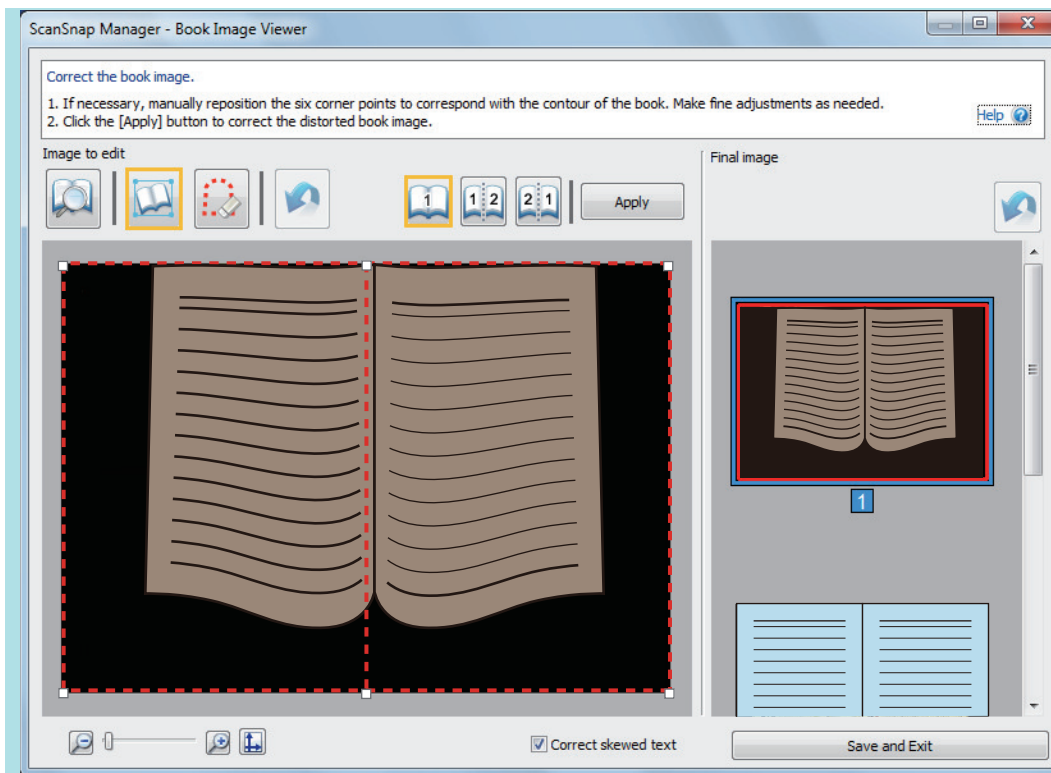 ScanSnap Manager - Book Image Viewer
Correct the book image.
1. If necessary, manually reposition the six corner points to correspond with the contour of the book. Make fine adjustments as needed.
2. Click the [Apply] button to correct the distorted book image.
Help ?
Image to edit
Final image
1
1 2
2 1
Apply
1
Correct skewed text
Save and Exit